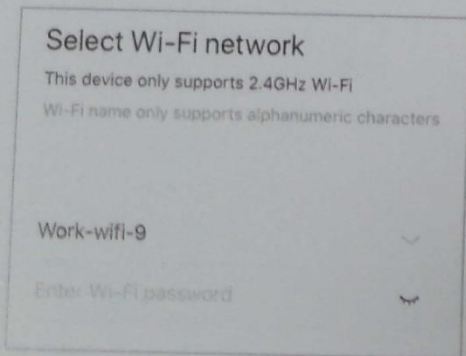 Select Wi-Fi network
This device only supports 2.4GHz Wi-Fi
Wi-Fi name only supports alphanumeric characters
Work-wifi-9
Enter Wi-Fi password